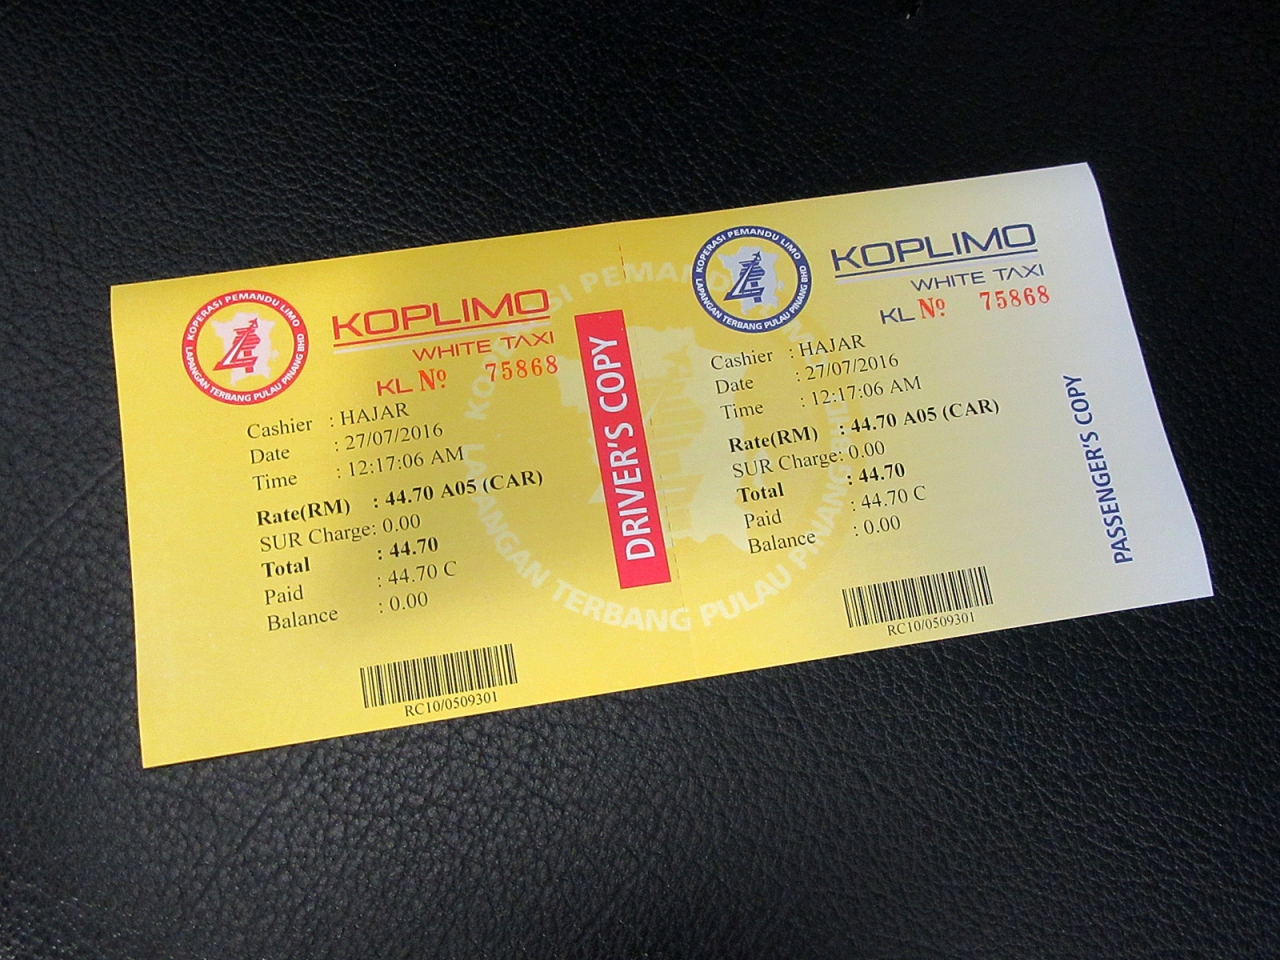 KOPERASI PEMANDU LIMO
LAPANGAN TERBANG PULAU PINANG BHD
KOPLIMO
WHITE TAXI
KL Nº 75868
Cashier : HAJAR
Date : 27/07/2016
Time : 12:17:06 AM
Rate(RM) : 44.70 A05 (CAR)
SUR Charge: 0.00
Total : 44.70
Paid : 44.70 C
Balance : 0.00
RC10/0509301
DRIVER'S COPY
KOPERASI PEMANDU LIMO
LAPANGAN TERBANG PULAU PINANG BHD
KOPLIMO
WHITE TAXI
KL Nº 75868
Cashier : HAJAR
Date : 27/07/2016
Time : 12:17:06 AM
Rate(RM) : 44.70 A05 (CAR)
SUR Charge: 0.00
Total : 44.70
Paid : 44.70 C
Balance : 0.00
RC10/0509301
PASSENGER'S COPY